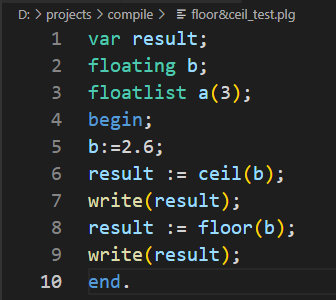 D: > projects > compile > floor&ceil_test.plg
1 var result;
2 floating b;
3 floatlist a(3);
4 begin;
5 b:=2.6;
6 result := ceil(b);
7 write(result);
8 result := floor(b);
9 write(result);
10 end.